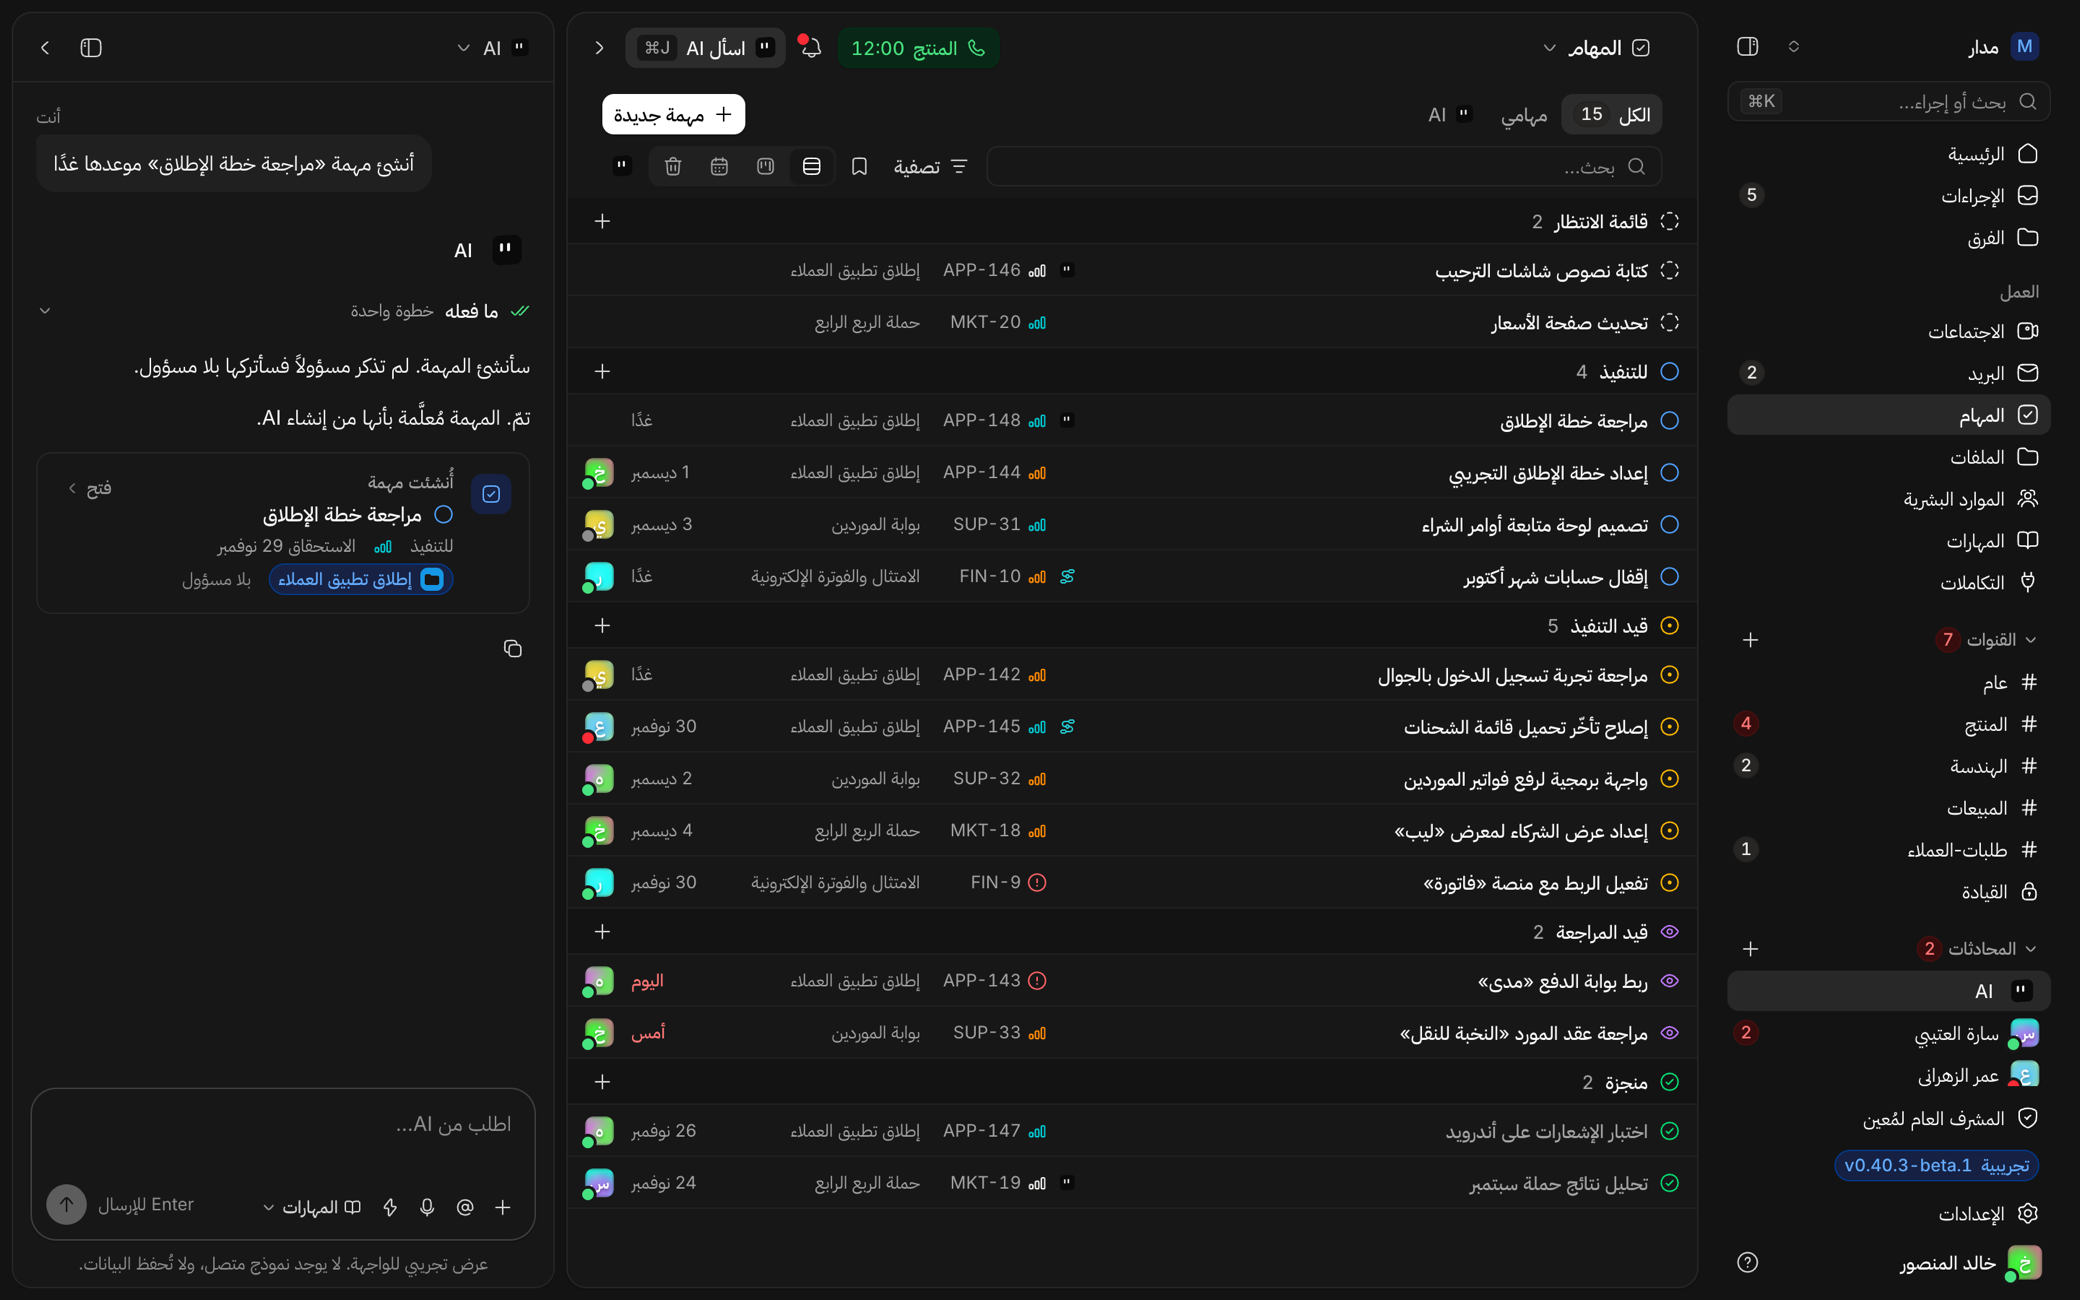 M مدار
بحث أو إجراء... ⌘K
الرئيسية
الإجراءات 5
الفرق
العمل
الاجتماعات
البريد 2
المهام
الملفات
الموارد البشرية
المهارات
التكاملات
القنوات 7
# عام
# المنتج 4
# الهندسة 2
# المبيعات
# طلبات-العملاء 1
القيادة
المحادثات 2
AI
س سارة العتيبي 2
ع عمر الزهراني
المشرف العام لمُعين
تجريبية v0.40.3-beta.1
الإعدادات
خ خالد المنصور
المهام
المنتج 12:00
اسأل AI ⌘J
الكل 15
مهامي
AI
مهمة جديدة
بحث...
تصفية
قائمة الانتظار 2
كتابة نصوص شاشات الترحيب APP-146 إطلاق تطبيق العملاء
تحديث صفحة الأسعار MKT-20 حملة الربع الرابع
للتنفيذ 4
مراجعة خطة الإطلاق APP-148 إطلاق تطبيق العملاء غدًا
إعداد خطة الإطلاق التجريبي APP-144 إطلاق تطبيق العملاء 1 ديسمبر خ
تصميم لوحة متابعة أوامر الشراء SUP-31 بوابة الموردين 3 ديسمبر ي
إقفال حسابات شهر أكتوبر FIN-10 الامتثال والفوترة الإلكترونية غدًا ر
قيد التنفيذ 5
مراجعة تجربة تسجيل الدخول بالجوال APP-142 إطلاق تطبيق العملاء غدًا ي
إصلاح تأخّر تحميل قائمة الشحنات APP-145 إطلاق تطبيق العملاء 30 نوفمبر ع
واجهة برمجية لرفع فواتير الموردين SUP-32 بوابة الموردين 2 ديسمبر ه
إعداد عرض الشركاء لمعرض «ليب» MKT-18 حملة الربع الرابع 4 ديسمبر خ
تفعيل الربط مع منصة «فاتورة» FIN-9 الامتثال والفوترة الإلكترونية 30 نوفمبر ر
قيد المراجعة 2
ربط بوابة الدفع «مدى» APP-143 إطلاق تطبيق العملاء اليوم ه
مراجعة عقد المورد «النخبة للنقل» SUP-33 بوابة الموردين أمس خ
منجزة 2
اختبار الإشعارات على أندرويد APP-147 إطلاق تطبيق العملاء 26 نوفمبر ه
تحليل نتائج حملة سبتمبر MKT-19 حملة الربع الرابع 24 نوفمبر س
AI
أنت
أنشئ مهمة «مراجعة خطة الإطلاق» موعدها غدًا
AI
ما فعله خطوة واحدة
سأنشئ المهمة. لم تذكر مسؤولًا فسأتركها بلا مسؤول.
تمّ. المهمة مُعلَّمة بأنها من إنشاء AI.
أُنشئت مهمة
فتح
مراجعة خطة الإطلاق
للتنفيذ الاستحقاق 29 نوفمبر
إطلاق تطبيق العملاء بلا مسؤول
اطلب من AI...
المهارات
Enter للإرسال
عرض تجريبي للواجهة. لا يوجد نموذج متصل، ولا تُحفظ البيانات.